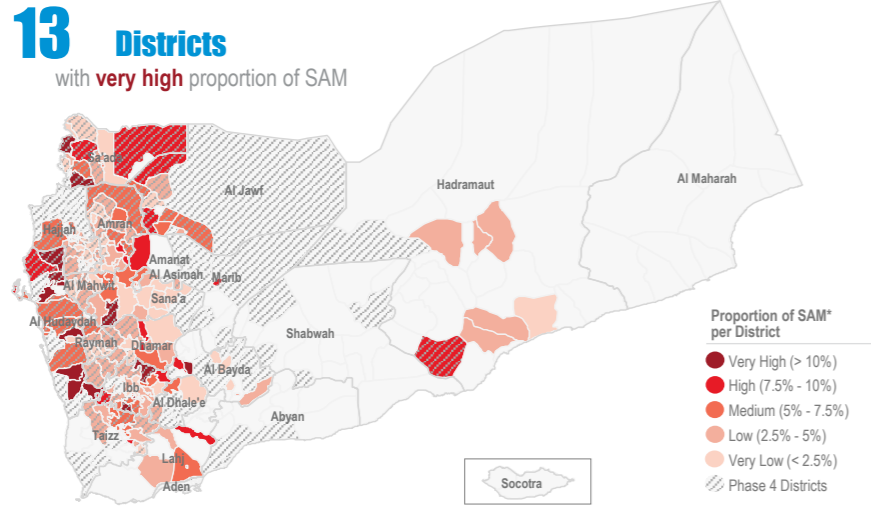 13 Districts
with very high proportion of SAM
Sa'ada
Al Jawf
Hadramaut
Al Maharah
Hajjah
Amran
Amanat
Al Asimah
Marib
Al Mahwit
Sana'a
Al Hudaydah
Raymah
Dhamar
Shabwah
Al Bayda
Ibb
Al Dhale'e
Abyan
Taizz
Lahj
Aden
Socotra
Proportion of SAM*
per District
Very High (> 10%)
High (7.5% - 10%)
Medium (5% - 7.5%)
Low (2.5% - 5%)
Very Low (< 2.5%)
Phase 4 Districts